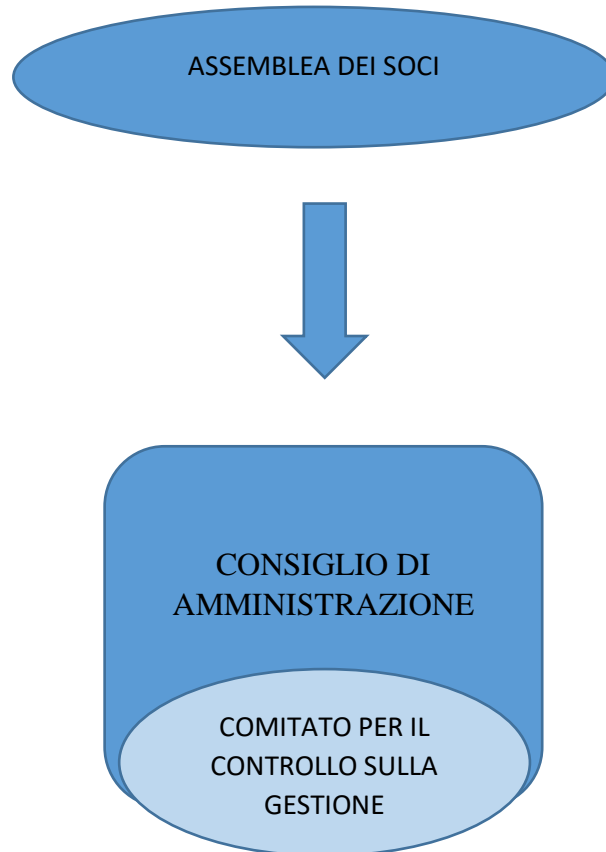 ASSEMBLEA DEI SOCI
CONSIGLIO DI
AMMINISTRAZIONE
COMITATO PER IL
CONTROLLO SULLA
GESTIONE